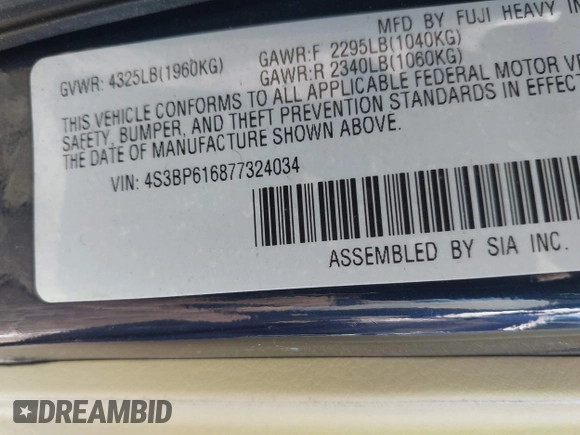 MFD BY FUJI HEAVY
GVWR: 4325LB(1960KG) GAWR:F 2295LB(1040KG)
GAWR:R 2340LB(1060KG)
THIS VEHICLE CONFORMS TO ALL APPLICABLE FEDERAL MOTOR
SAFETY, BUMPER, AND THEFT PREVENTION STANDARDS IN EFFECT
THE DATE OF MANUFACTURE SHOWN ABOVE.
VIN: 4S3BP616877324034
ASSEMBLED BY SIA INC.
DREAMBID